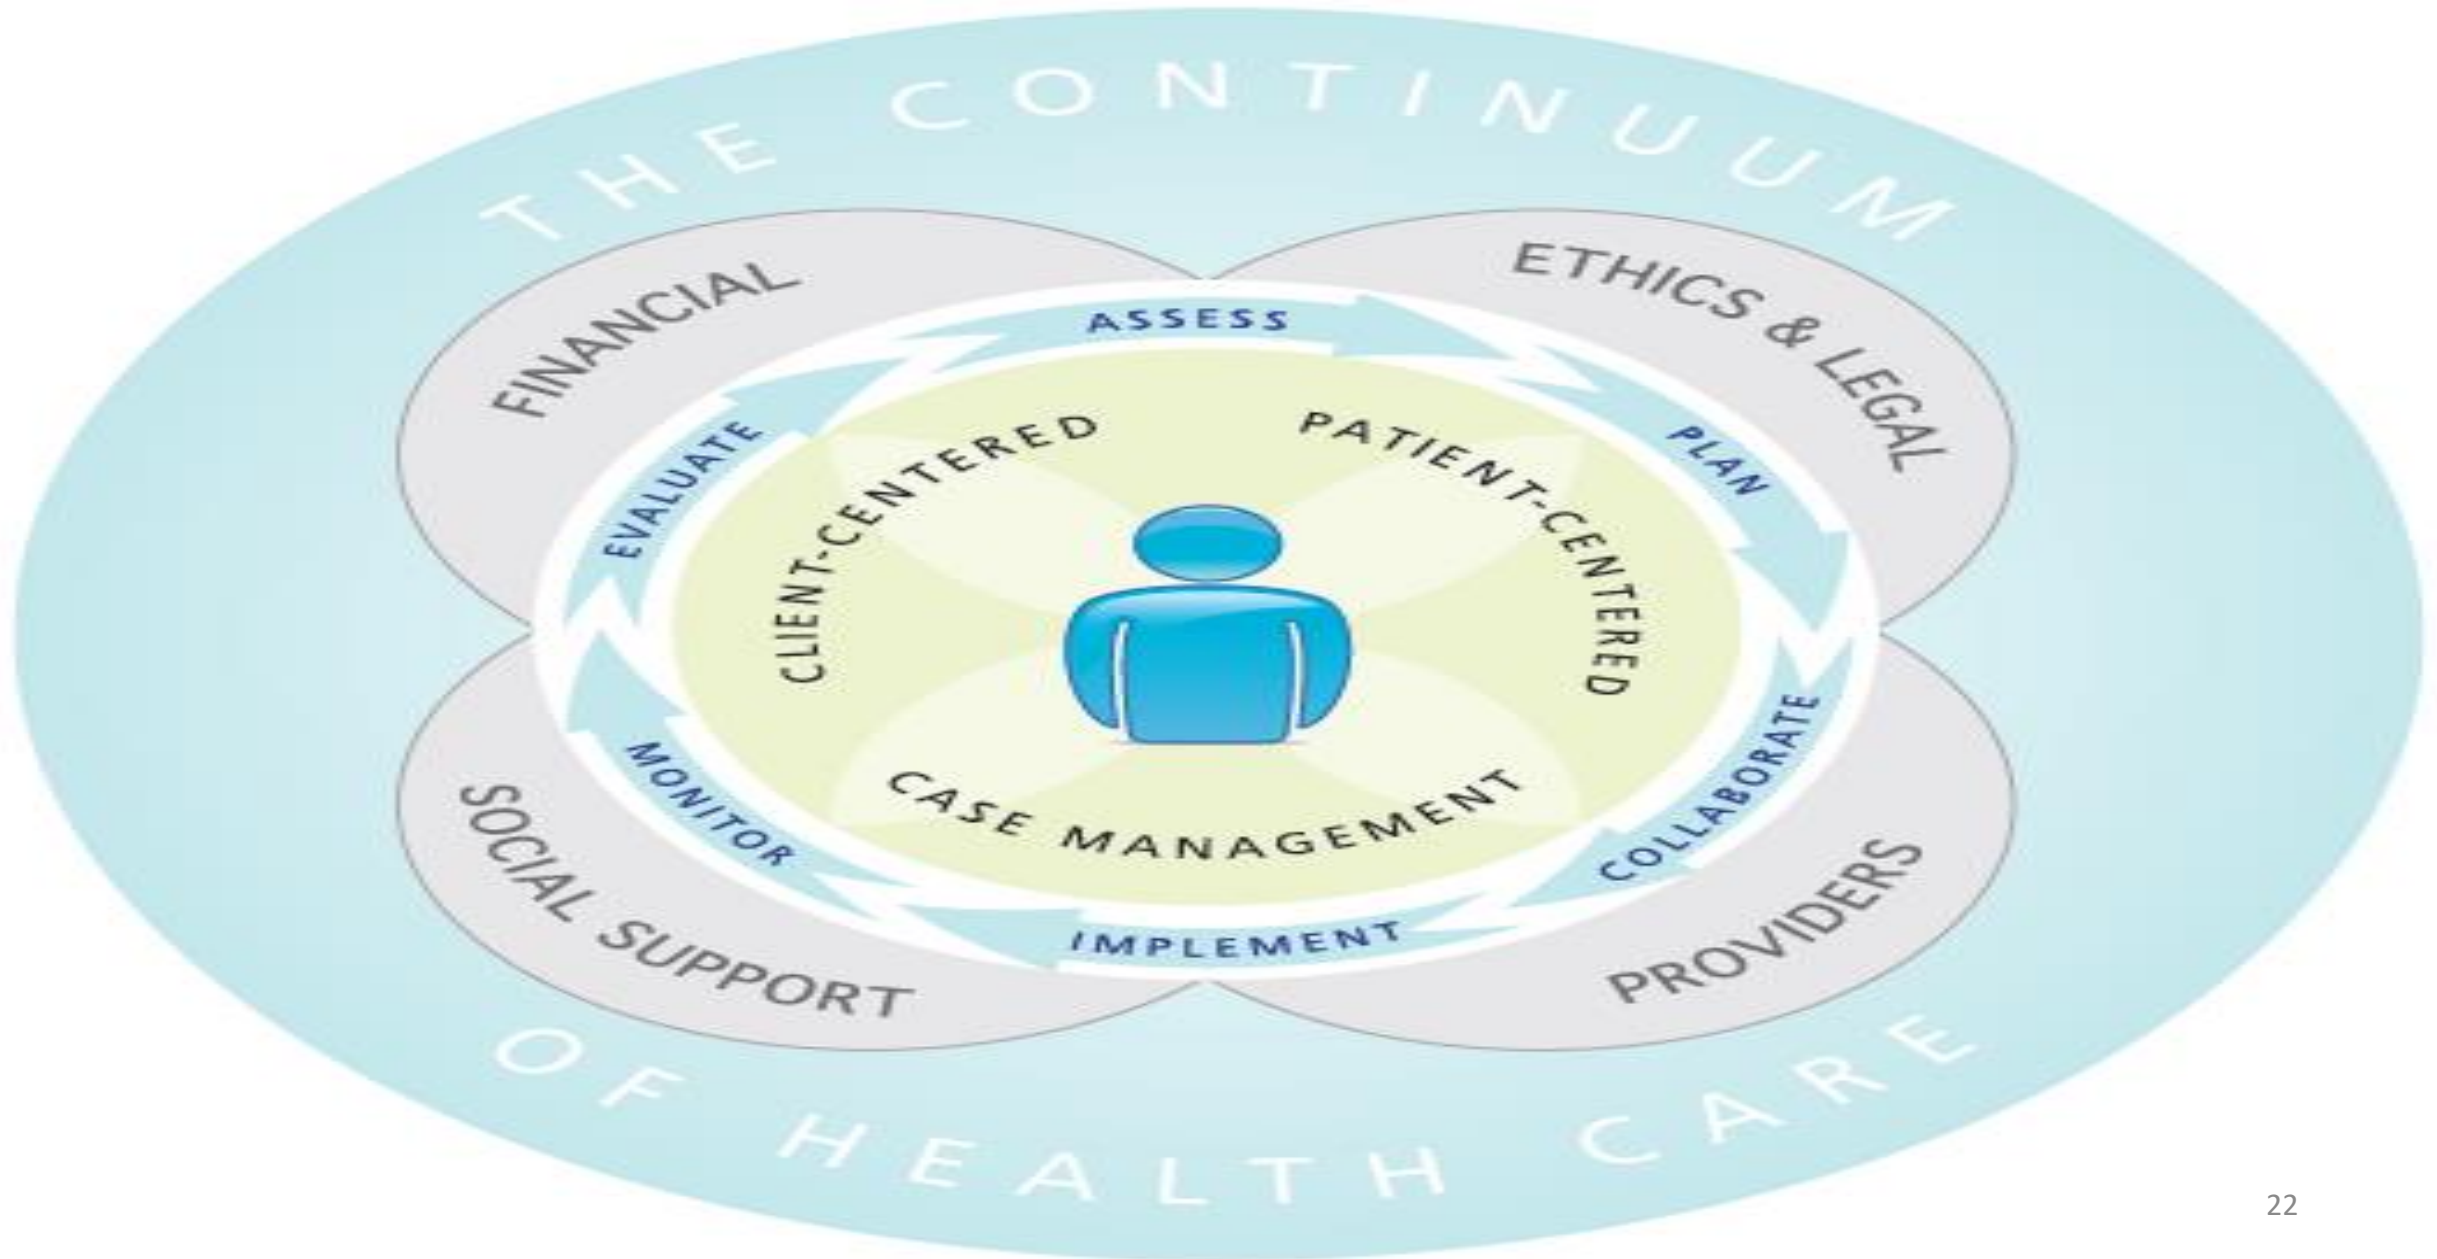 THE CONTINUUM
FINANCIAL
ETHICS & LEGAL
ASSESS
PLAN
COLLABORATE
IMPLEMENT
MONITOR
EVALUATE
CLIENT-CENTERED
PATIENT-CENTERED
CASE MANAGEMENT
SOCIAL SUPPORT
PROVIDERS
OF HEALTH CARE
22